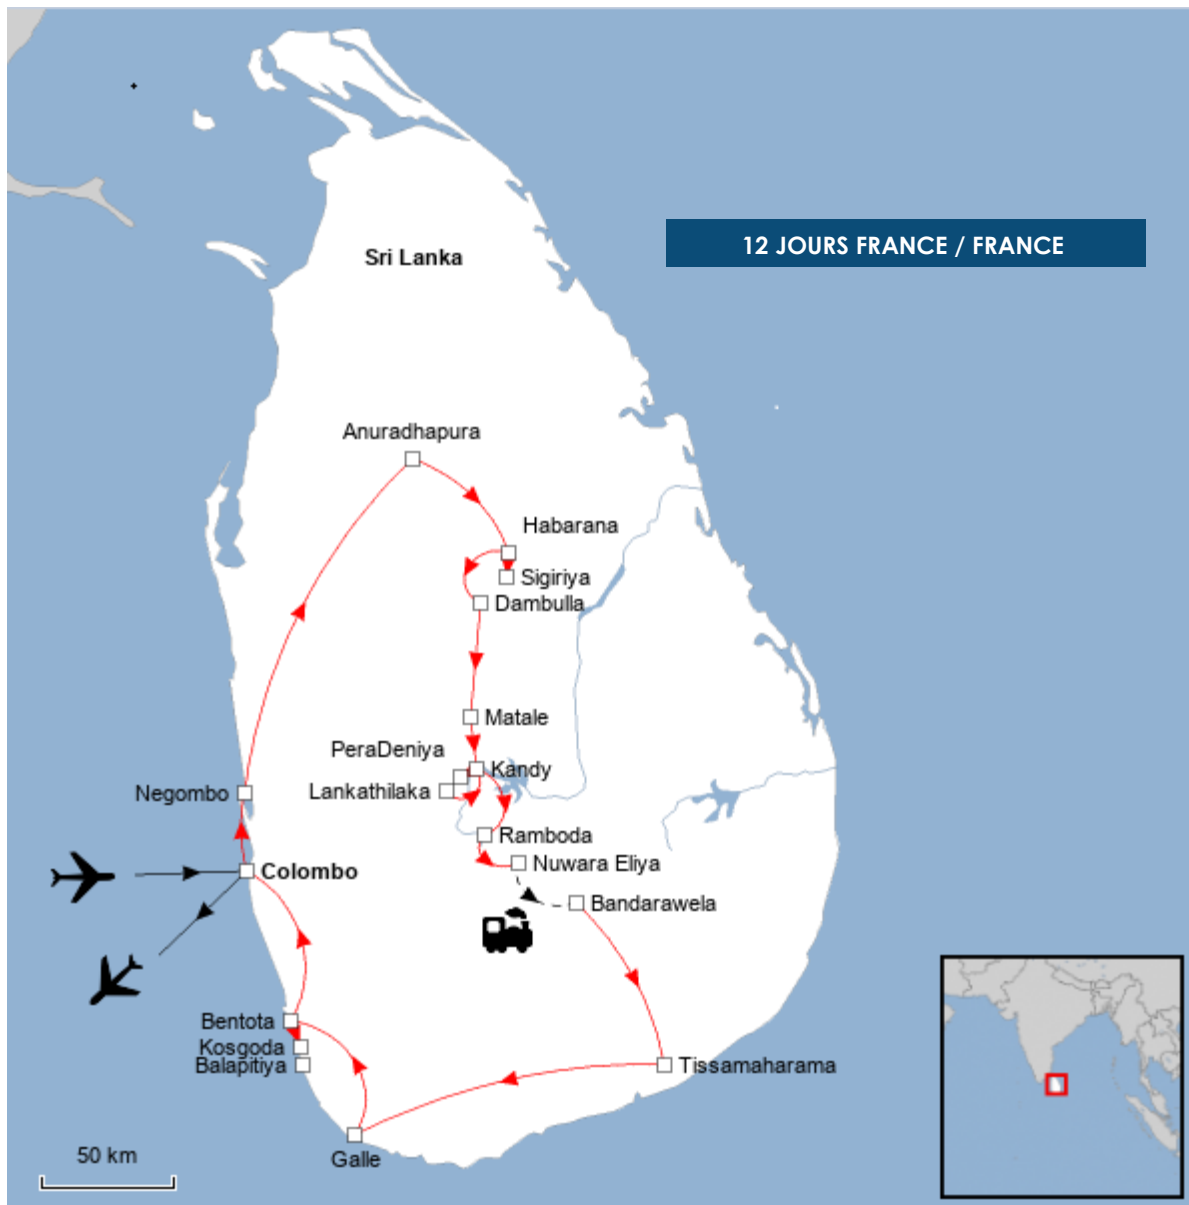 12 JOURS FRANCE / FRANCE
Sri Lanka
Anuradhapura
Habarana
Sigiriya
Dambulla
Matale
PeraDeniya
Kandy
Lankathilaka
Negombo
Ramboda
Nuwara Eliya
Colombo
Bandarawela
Bentota
Kosgoda
Balapitiya
Tissamaharama
Galle
50 km